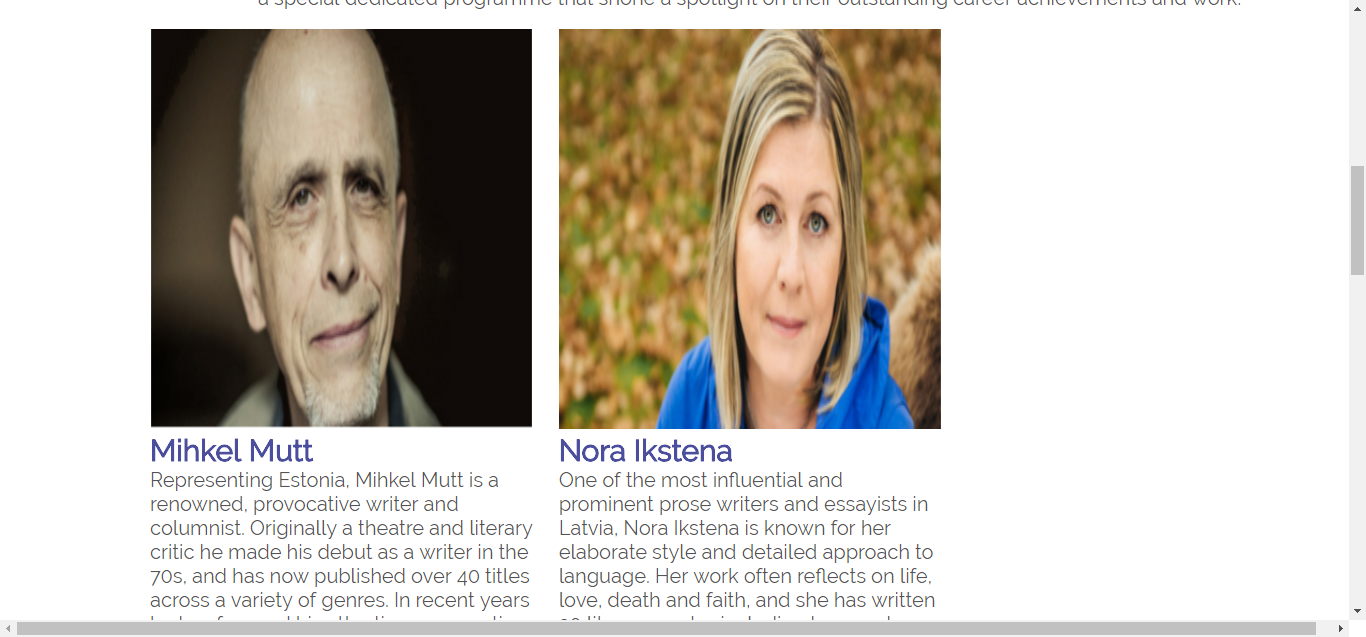 a special dedicated programme that shone a spotlight on their outstanding career achievements and work.
Mihkel Mutt
Representing Estonia, Mihkel Mutt is a
renowned, provocative writer and
columnist. Originally a theatre and literary
critic he made his debut as a writer in the
70s, and has now published over 40 titles
across a variety of genres. In recent years
Nora Ikstena
One of the most influential and
prominent prose writers and essayists in
Latvia, Nora Ikstena is known for her
elaborate style and detailed approach to
language. Her work often reflects on life,
love, death and faith, and she has written